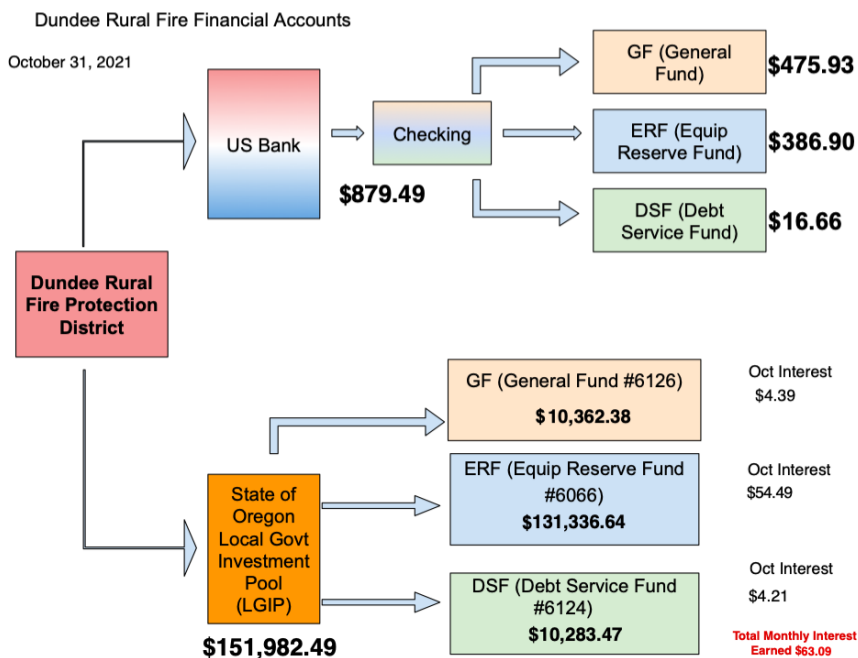 Dundee Rural Fire Financial Accounts
October 31, 2021
US Bank
Checking
$879.49
GF (General
Fund)
$475.93
ERF (Equip
Reserve Fund)
$386.90
DSF (Debt
Service Fund)
$16.66
Dundee Rural
Fire Protection
District
State of
Oregon
Local Govt
Investment
Pool
(LGIP)
$151,982.49
GF (General Fund #6126)
$10,362.38
Oct Interest
$4.39
ERF (Equip Reserve Fund
#6066)
$131,336.64
Oct Interest
$54.49
DSF (Debt Service Fund
#6124)
$10,283.47
Oct Interest
$4.21
Total Monthly Interest
Earned $63.09